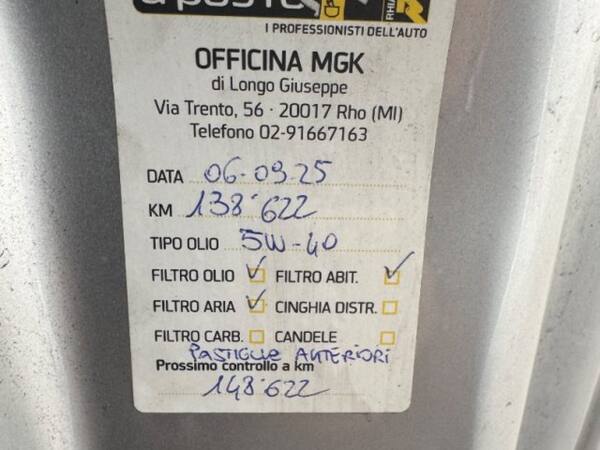 a posto
RHIAG
I PROFESSIONISTI DELL'AUTO
OFFICINA MGK
di Longo Giuseppe
Via Trento, 56 · 20017 Rho (MI)
Telefono 02-91667163
DATA 06-09-25
KM 138'622
TIPO OLIO 5W-40
FILTRO OLIO ☑ FILTRO ABIT. ☑
FILTRO ARIA ☑ CINGHIA DISTR. ☐
FILTRO CARB. ☐ CANDELE ☐
PASTIGLIE ANTERIORI
Prossimo controllo a km
148'622